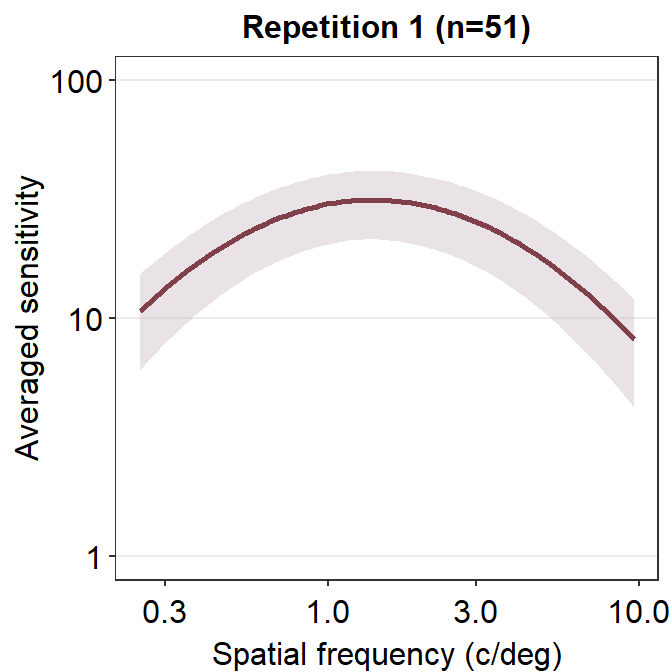 Repetition 1 (n=51)
Averaged sensitivity
100
10
1
0.3 1.0 3.0 10.0
Spatial frequency (c/deg)